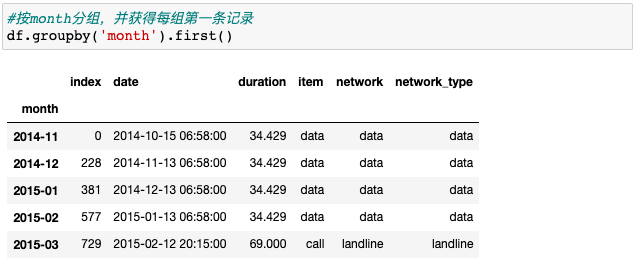 #按month分组，并获得每组第一条记录
df.groupby('month').first()
index date duration item network network_type
month
2014-11 0 2014-10-15 06:58:00 34.429 data data data
2014-12 228 2014-11-13 06:58:00 34.429 data data data
2015-01 381 2014-12-13 06:58:00 34.429 data data data
2015-02 577 2015-01-13 06:58:00 34.429 data data data
2015-03 729 2015-02-12 20:15:00 69.000 call landline landline